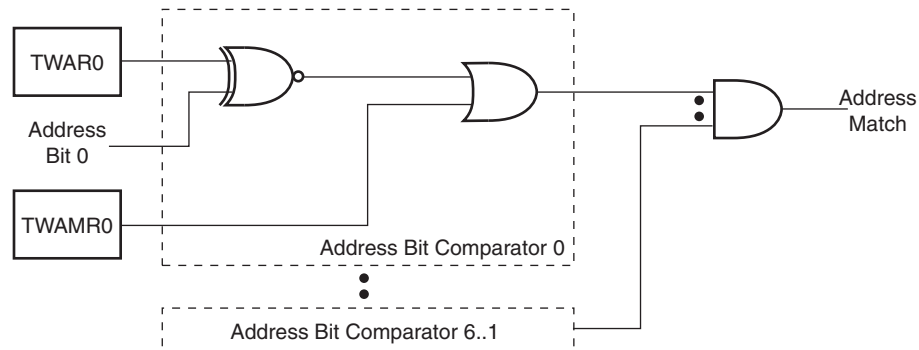 TWAR0
Address
Bit 0
TWAMR0
Address Bit Comparator 0
Address
Match
Address Bit Comparator 6..1